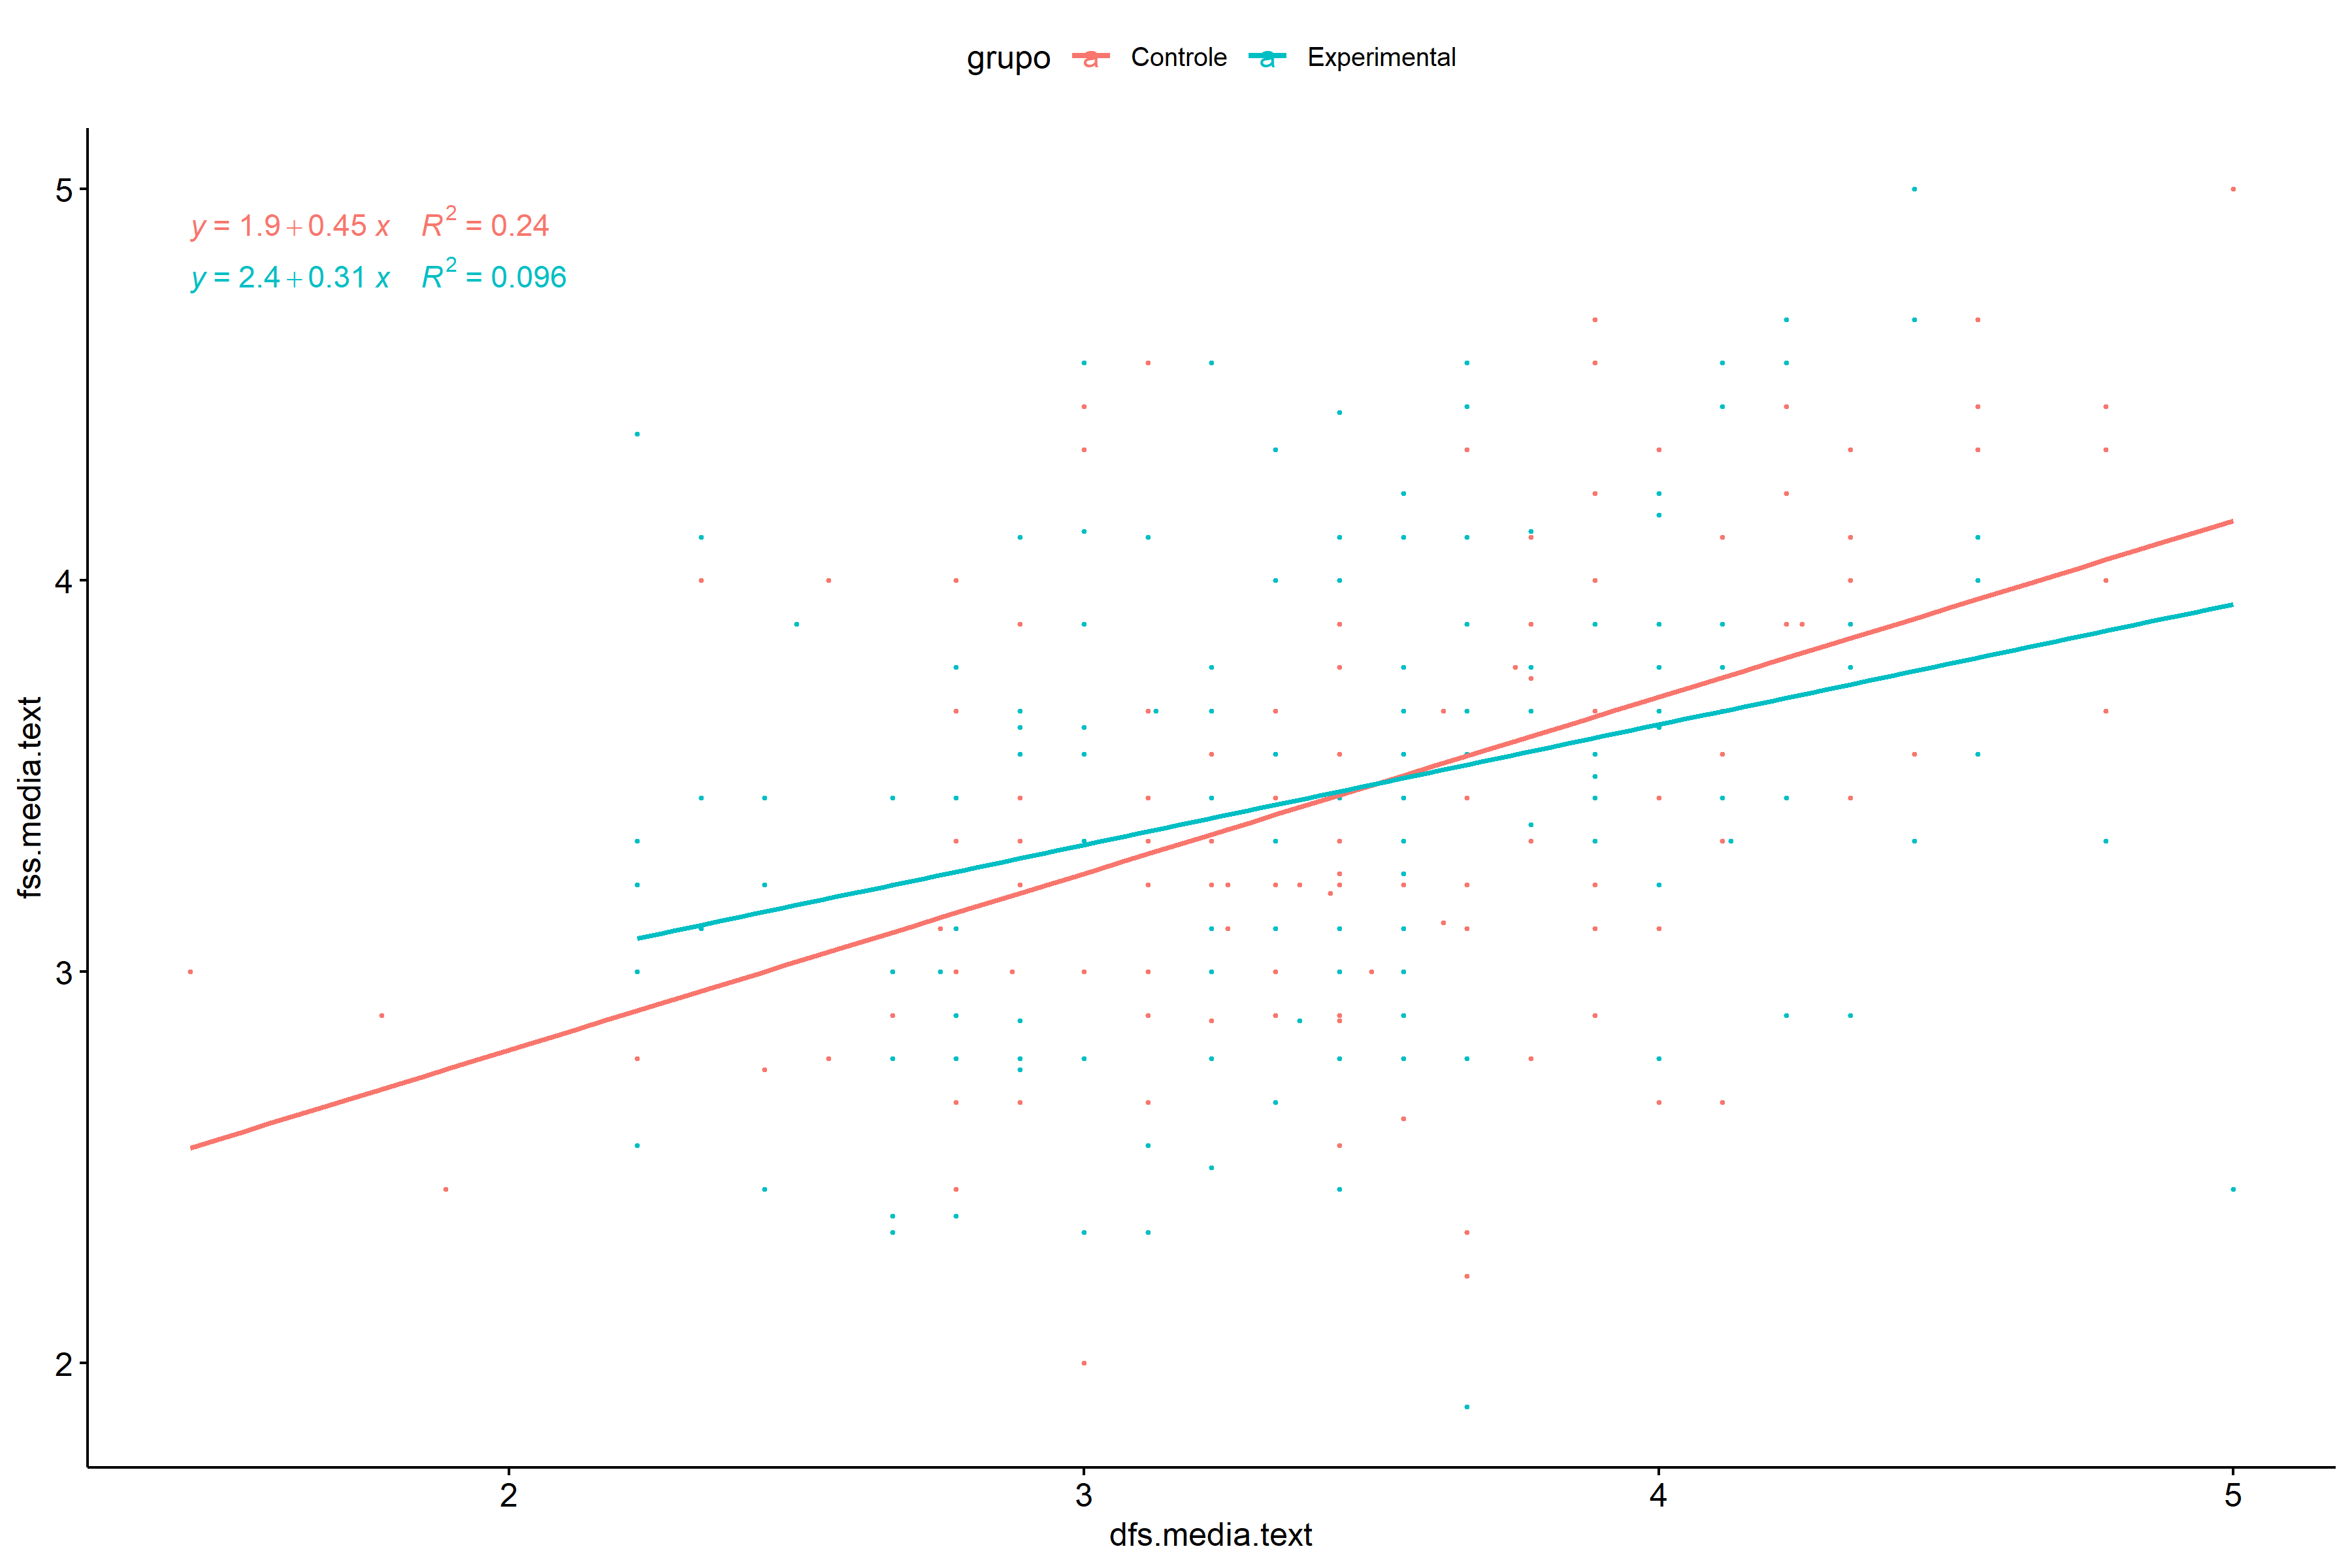 grupo a Controle a Experimental
5
y = 1.9 + 0.45 x R² = 0.24
y = 2.4 + 0.31 x R² = 0.096
4
fss.media.text
3
2
2 3 4 5
dfs.media.text